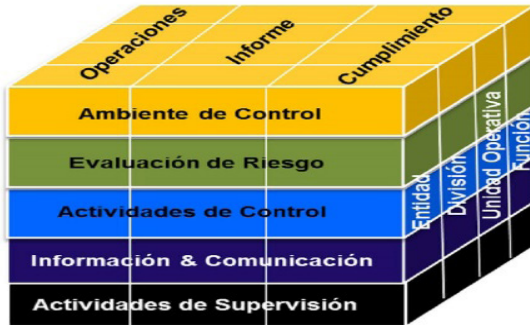 Operaciones
Informe
Cumplimiento
Ambiente de Control
Evaluación de Riesgo
Actividades de Control
Información & Comunicación
Actividades de Supervisión
Entidad
División
Unidad Operativa
Función